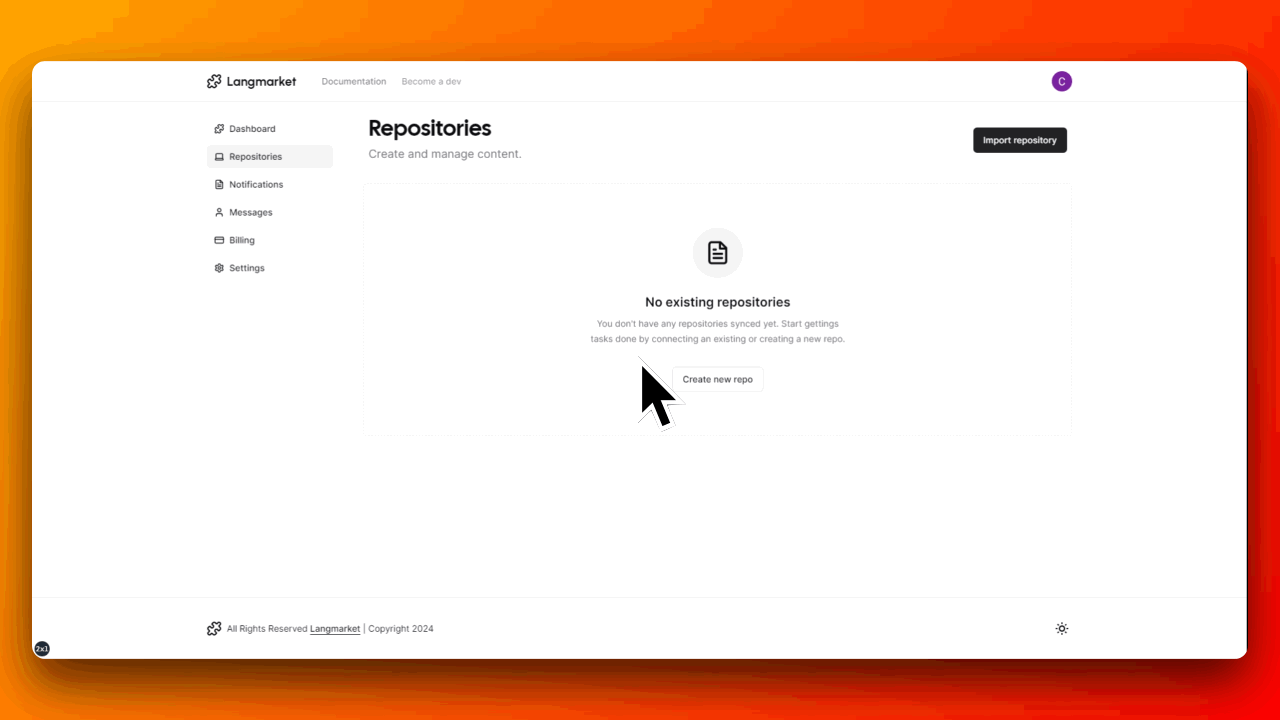 Langmarket
Documentation
Become a dev
C
Dashboard
Repositories
Notifications
Messages
Billing
Settings
Repositories
Create and manage content.
Import repository
No existing repositories
You don't have any repositories synced yet. Start gettings
tasks done by connecting an existing or creating a new repo.
Create new repo
All Rights Reserved Langmarket | Copyright 2024
2x1